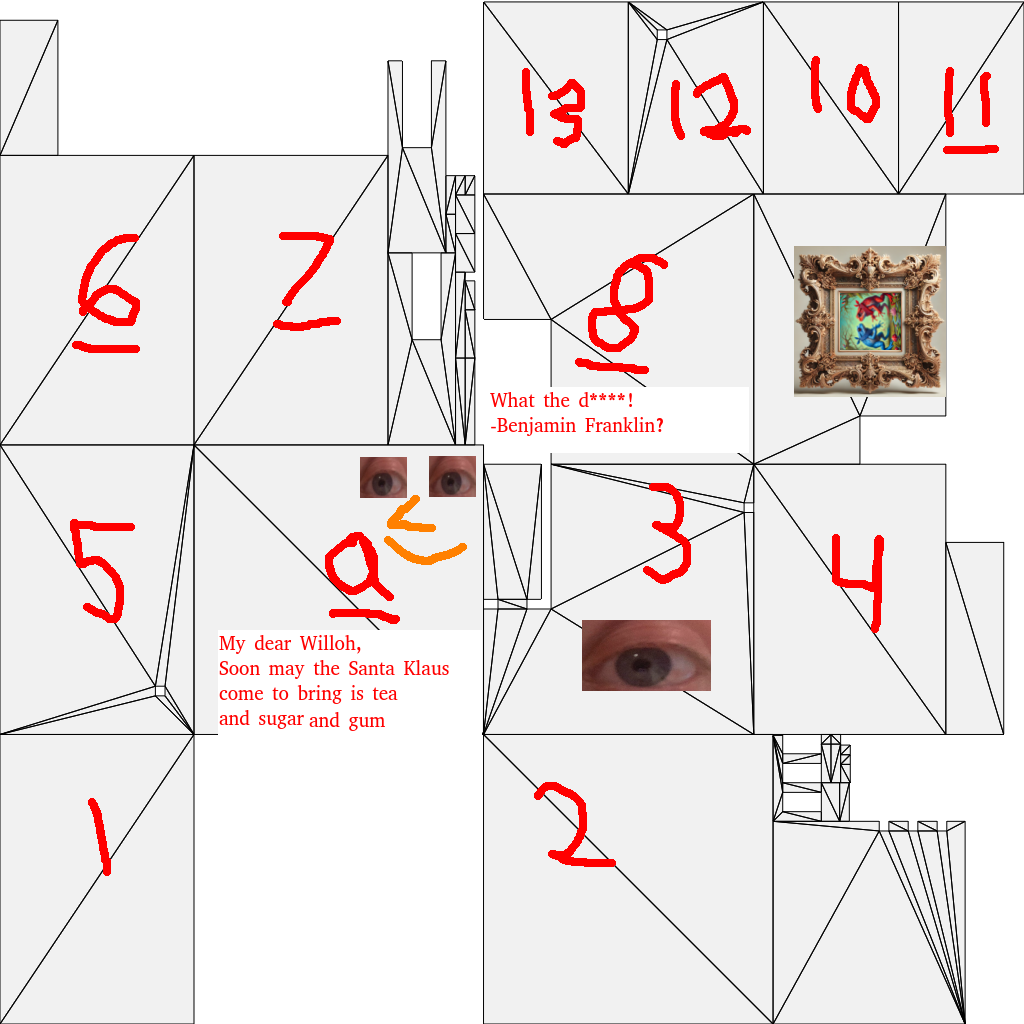 13 12 10 11
6 7 8
What the d****!
-Benjamin Franklin?
5 9 3 4
My dear Willoh,
Soon may the Santa Klaus
come to bring is tea
and sugar and gum
1 2